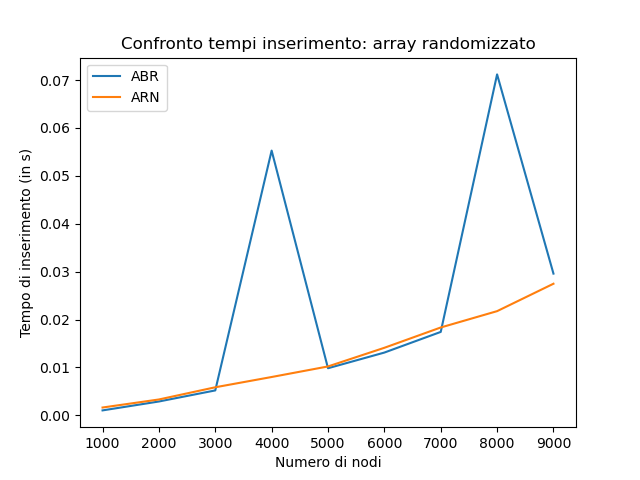 Confronto tempi inserimento: array randomizzato
ABR
ARN
0.07
0.06
0.05
0.04
0.03
0.02
0.01
0.00
Tempo di inserimento (in s)
1000 2000 3000 4000 5000 6000 7000 8000 9000
Numero di nodi